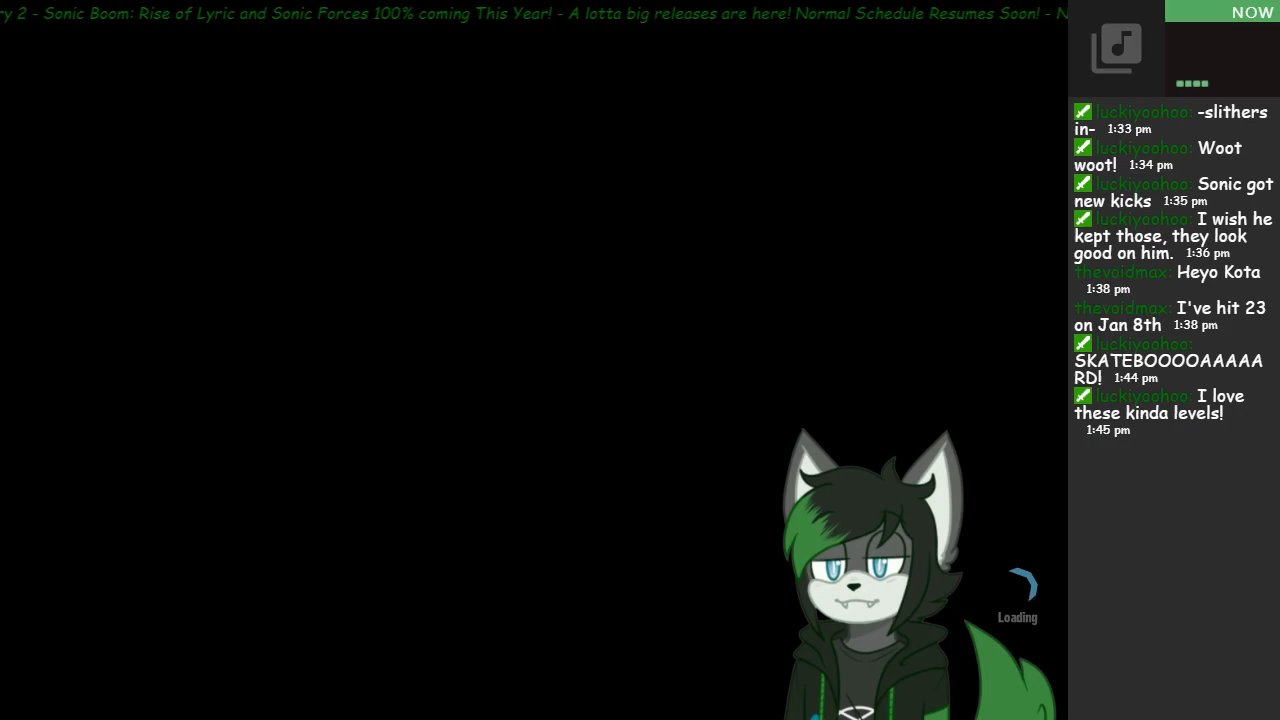 ry 2 - Sonic Boom: Rise of Lyric and Sonic Forces 100% coming This Year! - A lotta big releases are here! Normal Schedule Resumes Soon! - N
NOW
luckiyoohoo: -slithers
in- 1:33 pm
luckiyoohoo: Woot
woot! 1:34 pm
luckiyoohoo: Sonic got
new kicks 1:35 pm
luckiyoohoo: I wish he
kept those, they look
good on him. 1:36 pm
thevoidmax: Heyo Kota
1:38 pm
thevoidmax: I've hit 23
on Jan 8th 1:38 pm
luckiyoohoo:
SKATEBOOOOAAAAA
RD! 1:44 pm
luckiyoohoo: I love
these kinda levels!
1:45 pm
Loading